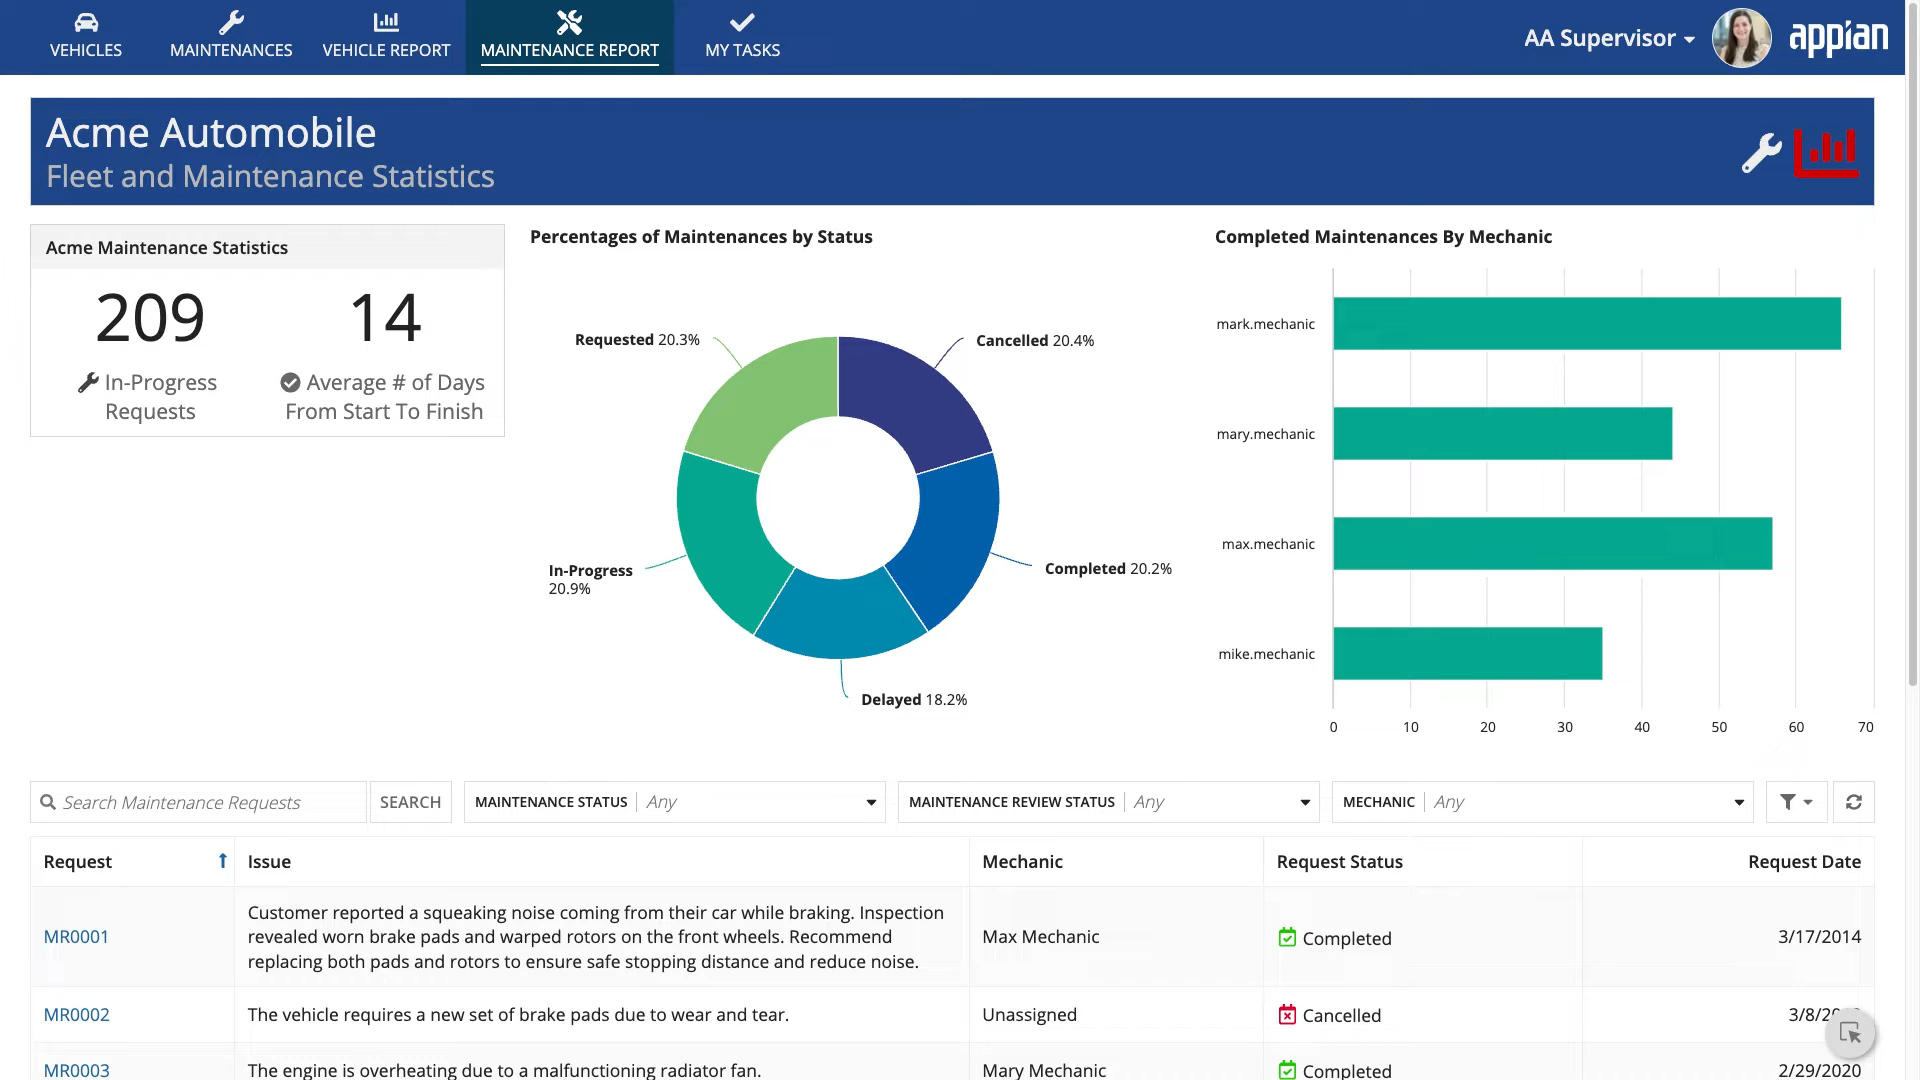 VEHICLES
MAINTENANCES
VEHICLE REPORT
MAINTENANCE REPORT
MY TASKS
AA Supervisor
appian
Acme Automobile
Fleet and Maintenance Statistics
Acme Maintenance Statistics
209
In-Progress
Requests
14
Average # of Days
From Start To Finish
Percentages of Maintenances by Status
Requested 20.3%
Cancelled 20.4%
In-Progress
20.9%
Completed 20.2%
Delayed 18.2%
Completed Maintenances By Mechanic
mark.mechanic
mary.mechanic
max.mechanic
mike.mechanic
0 10 20 30 40 50 60 70
Search Maintenance Requests
SEARCH
MAINTENANCE STATUS Any
MAINTENANCE REVIEW STATUS Any
MECHANIC Any
Request Issue Mechanic Request Status Request Date
MR0001
Customer reported a squeaking noise coming from their car while braking. Inspection
revealed worn brake pads and warped rotors on the front wheels. Recommend
replacing both pads and rotors to ensure safe stopping distance and reduce noise.
Max Mechanic
Completed
3/17/2014
MR0002
The vehicle requires a new set of brake pads due to wear and tear.
Unassigned
Cancelled
MR0003
The engine is overheating due to a malfunctioning radiator fan.
Mary Mechanic
Completed
2/29/2020